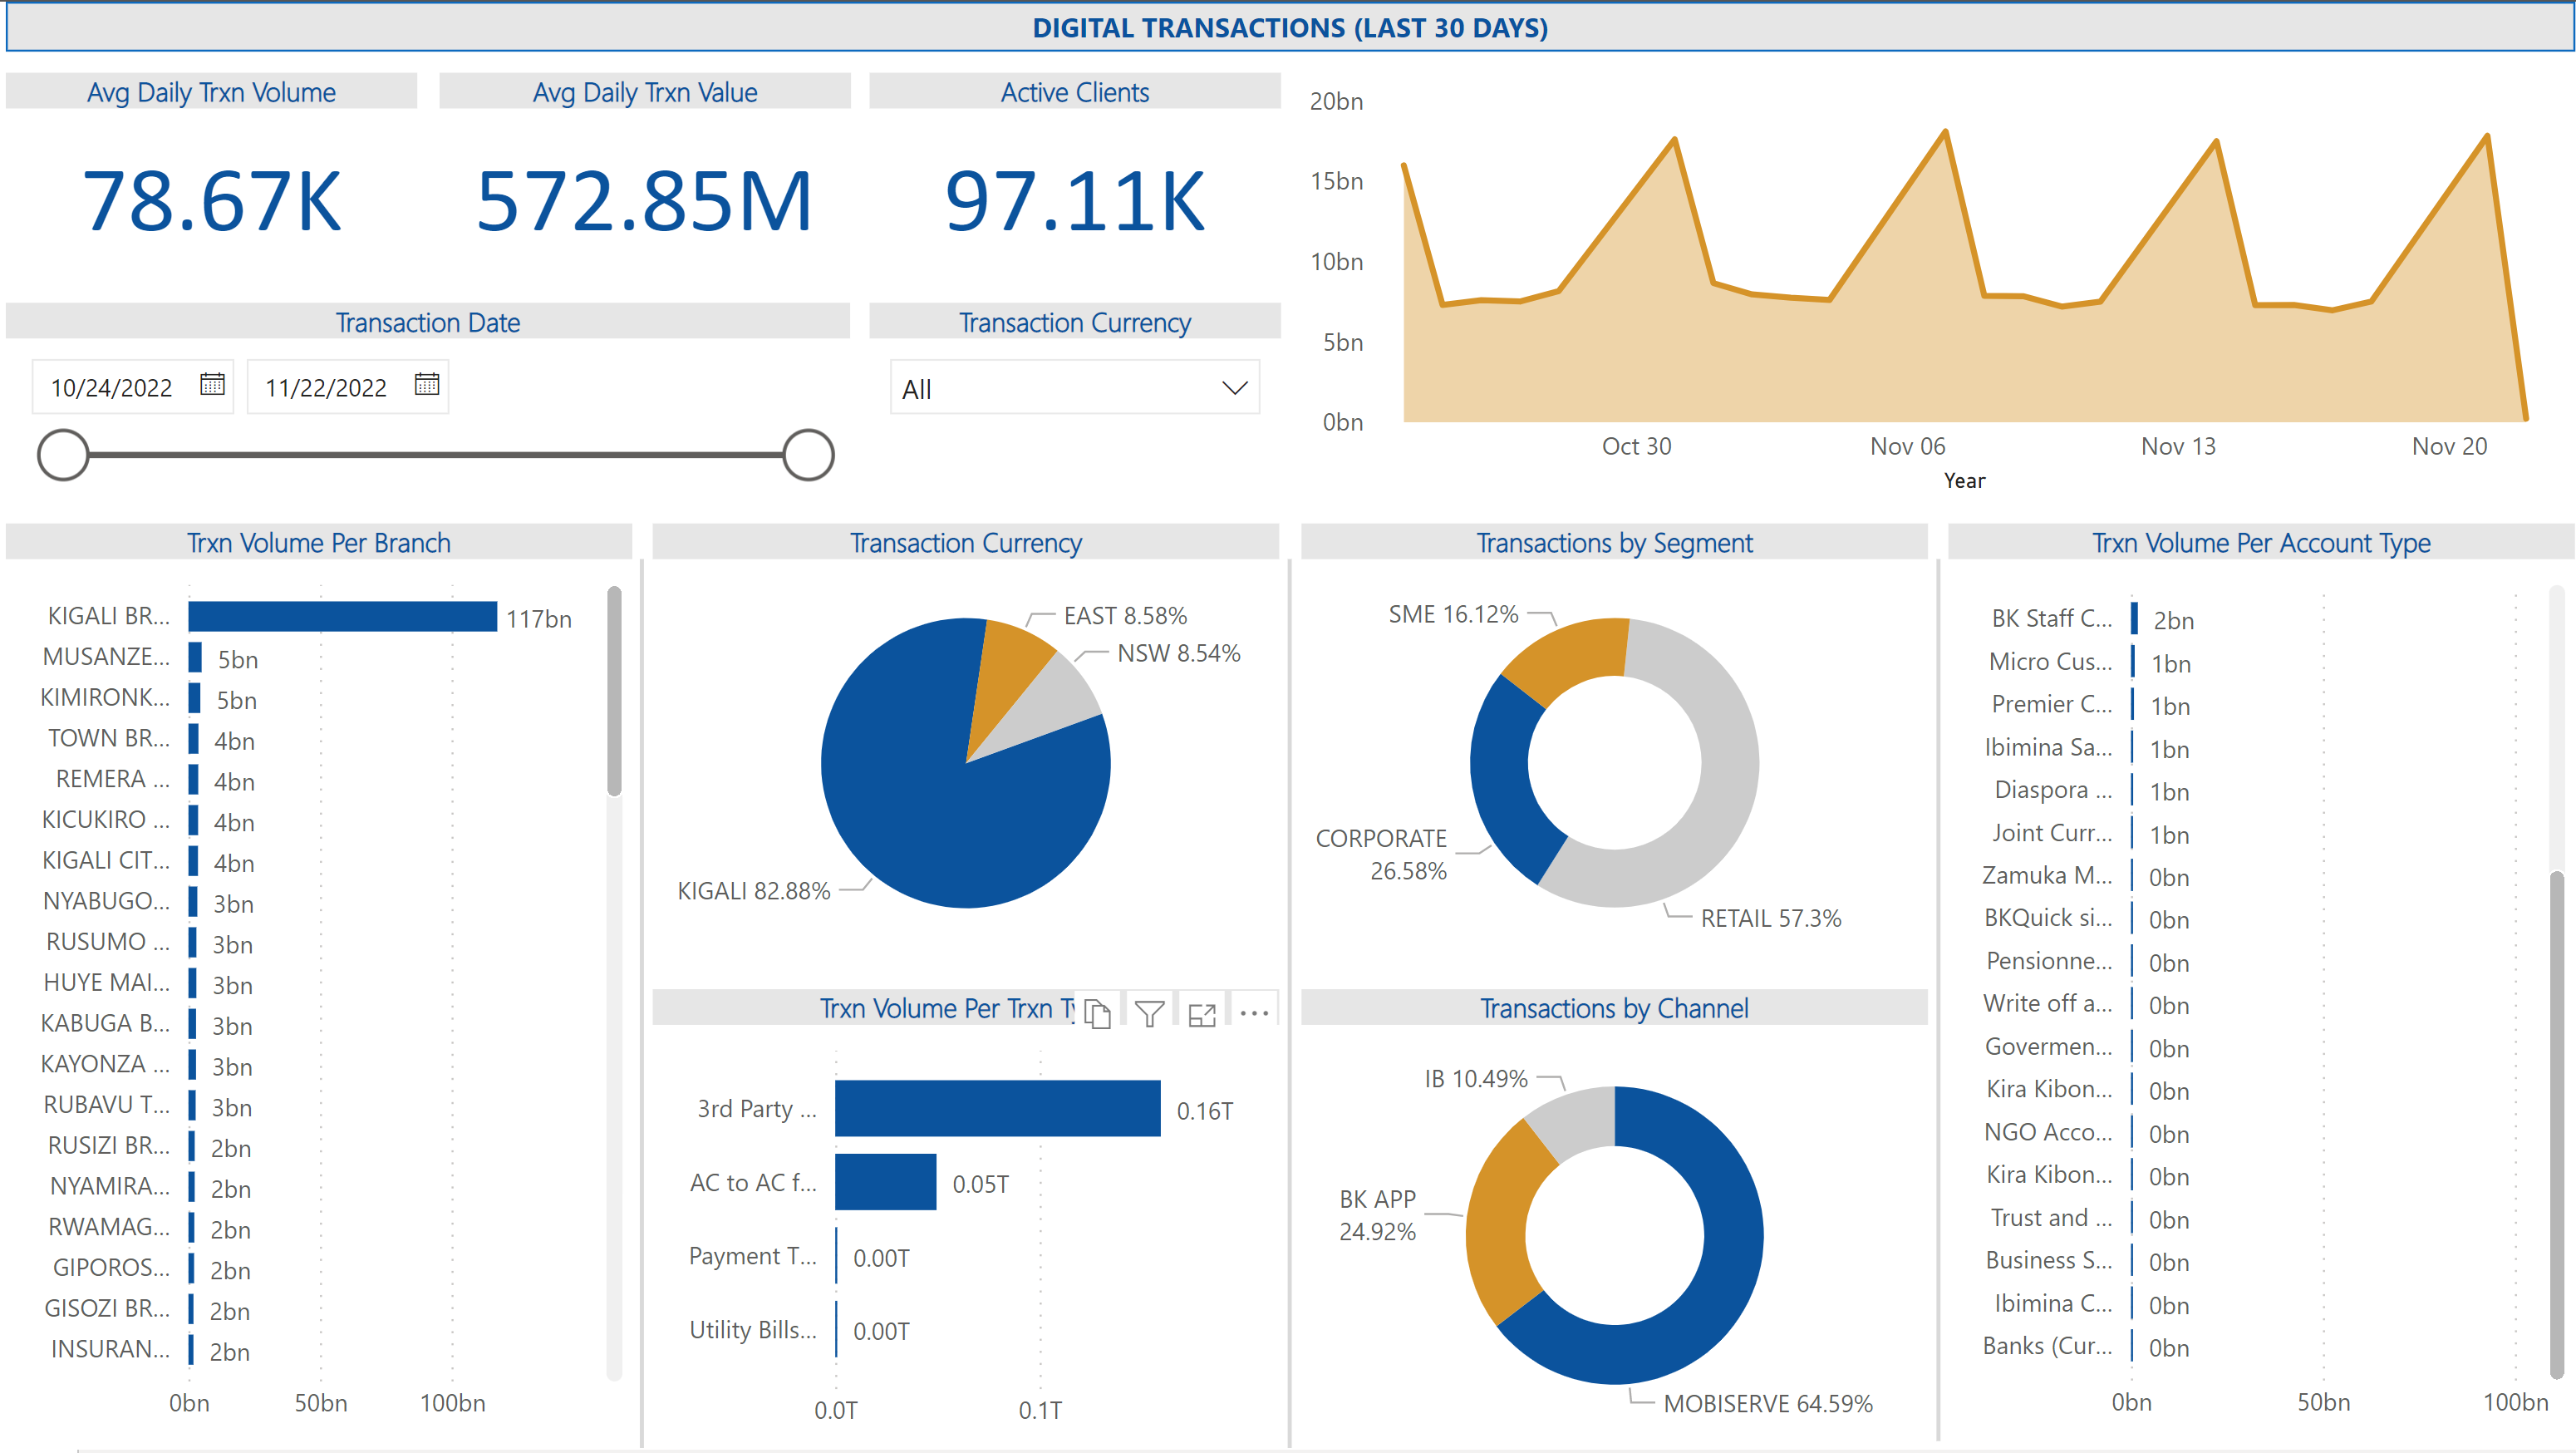 DIGITAL TRANSACTIONS (LAST 30 DAYS)
Avg Daily Trxn Volume
78.67K
Avg Daily Trxn Value
572.85M
Active Clients
97.11K
Transaction Date
10/24/2022
11/22/2022
Transaction Currency
All
20bn
15bn
10bn
5bn
0bn
Oct 30
Nov 06
Nov 13
Nov 20
Year
Trxn Volume Per Branch
KIGALI BR... 117bn
MUSANZE... 5bn
KIMIRONK... 5bn
TOWN BR... 4bn
REMERA ... 4bn
KICUKIRO ... 4bn
KIGALI CIT... 4bn
NYABUGO... 3bn
RUSUMO ... 3bn
HUYE MAI... 3bn
KABUGA B... 3bn
KAYONZA ... 3bn
RUBAVU T... 3bn
RUSIZI BR... 2bn
NYAMIRA... 2bn
RWAMAG... 2bn
GIPOROS... 2bn
GISOZI BR... 2bn
INSURAN... 2bn
0bn 50bn 100bn
Transaction Currency
EAST 8.58%
NSW 8.54%
KIGALI 82.88%
Trxn Volume Per Trxn Ty
3rd Party ... 0.16T
AC to AC f... 0.05T
Payment T... 0.00T
Utility Bills... 0.00T
0.0T 0.1T
Transactions by Segment
SME 16.12%
CORPORATE
26.58%
RETAIL 57.3%
Transactions by Channel
IB 10.49%
BK APP
24.92%
MOBISERVE 64.59%
Trxn Volume Per Account Type
BK Staff C... 2bn
Micro Cus... 1bn
Premier C... 1bn
Ibimina Sa... 1bn
Diaspora ... 1bn
Joint Curr... 1bn
Zamuka M... 0bn
BKQuick si... 0bn
Pensionne... 0bn
Write off a... 0bn
Govermen... 0bn
Kira Kibon... 0bn
NGO Acco... 0bn
Kira Kibon... 0bn
Trust and ... 0bn
Business S... 0bn
Ibimina C... 0bn
Banks (Cur... 0bn
0bn 50bn 100bn